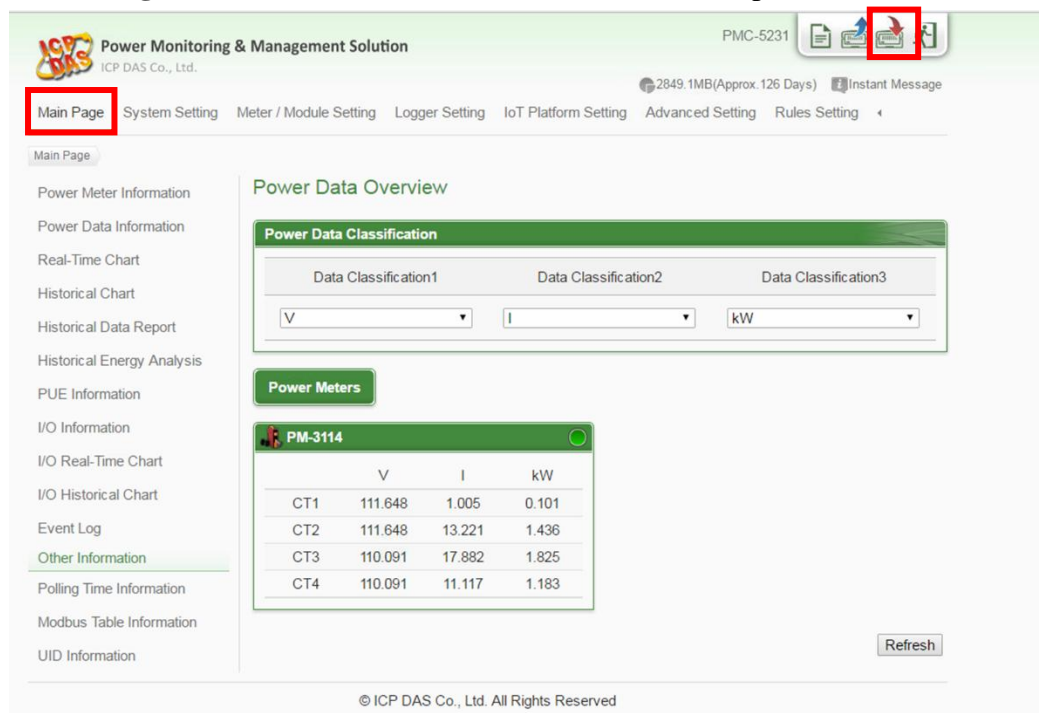 ICP DAS
Power Monitoring & Management Solution
ICP DAS Co., Ltd.
PMC-5231
2849.1MB(Approx.126 Days) Instant Message
Main Page System Setting Meter / Module Setting Logger Setting IoT Platform Setting Advanced Setting Rules Setting
Main Page
Power Meter Information
Power Data Information
Real-Time Chart
Historical Chart
Historical Data Report
Historical Energy Analysis
PUE Information
I/O Information
I/O Real-Time Chart
I/O Historical Chart
Event Log
Other Information
Polling Time Information
Modbus Table Information
UID Information
Power Data Overview
Power Data Classification
Data Classification1 Data Classification2 Data Classification3
V I kW
Power Meters
PM-3114
V I kW
CT1 111.648 1.005 0.101
CT2 111.648 13.221 1.436
CT3 110.091 17.882 1.825
CT4 110.091 11.117 1.183
Refresh
© ICP DAS Co., Ltd. All Rights Reserved